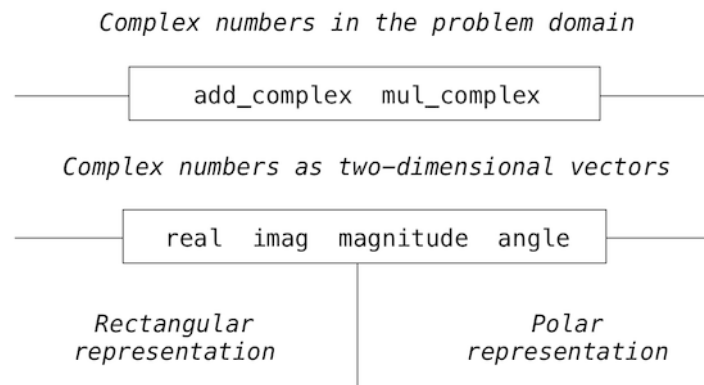 Complex numbers in the problem domain
add_complex mul_complex
Complex numbers as two-dimensional vectors
real imag magnitude angle
Rectangular
representation
Polar
representation